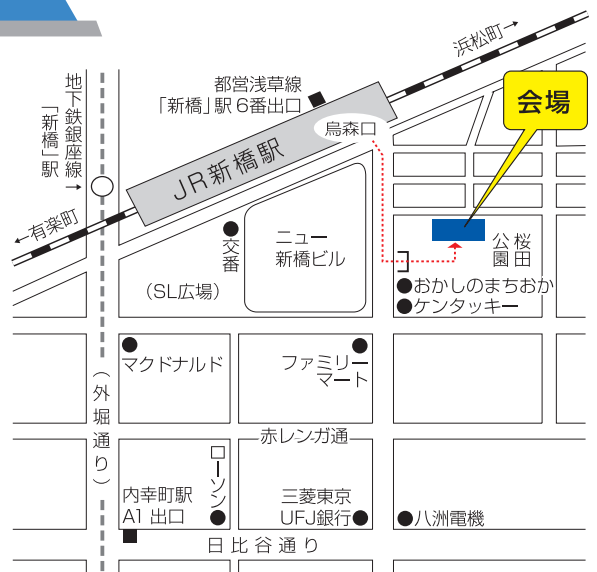 浜松町→
都営浅草線
「新橋」駅 6番出口
地下鉄銀座線
「新橋」駅→
烏森口
会場
JR新橋駅
←有楽町
交番
ニュー
新橋ビル
桜田
公園
(SL広場)
おかしのまちおか
ケンタッキー
マクドナルド
ファミリー
マート
(外堀通り)
赤レンガ通
ローソン
内幸町駅
A1 出口
三菱東京
UFJ銀行
八洲電機
日比谷通り